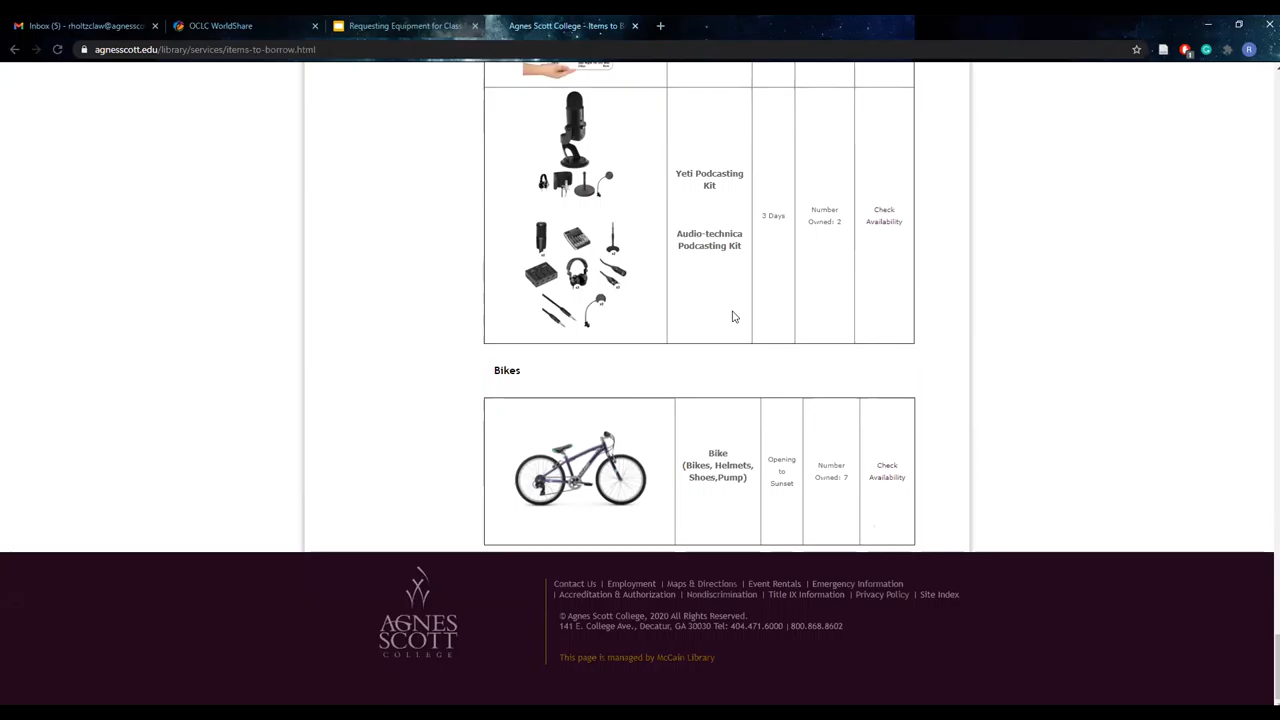 Inbox (5) - rholtzclaw@agnessco
OCLC WorldShare
Requesting Equipment for Class
Agnes Scott College - Items to B
agnesscott.edu/library/services/items-to-borrow.html
R
Yeti Podcasting
Kit
Audio-technica
Podcasting Kit
3 Days
Number
Owned: 2
Check
Availability
Bikes
Bike
(Bikes, Helmets,
Shoes,Pump)
Opening
to
Sunset
Number
Owned: 7
Check
Availability
AGNES
SCOTT
COLLEGE
Contact Us | Employment | Maps & Directions | Event Rentals | Emergency Information
| Accreditation & Authorization | Nondiscrimination | Title IX Information | Privacy Policy | Site Index
© Agnes Scott College, 2020 All Rights Reserved.
141 E. College Ave., Decatur, GA 30030 Tel: 404.471.6000 | 800.868.8602
This page is managed by McCain Library